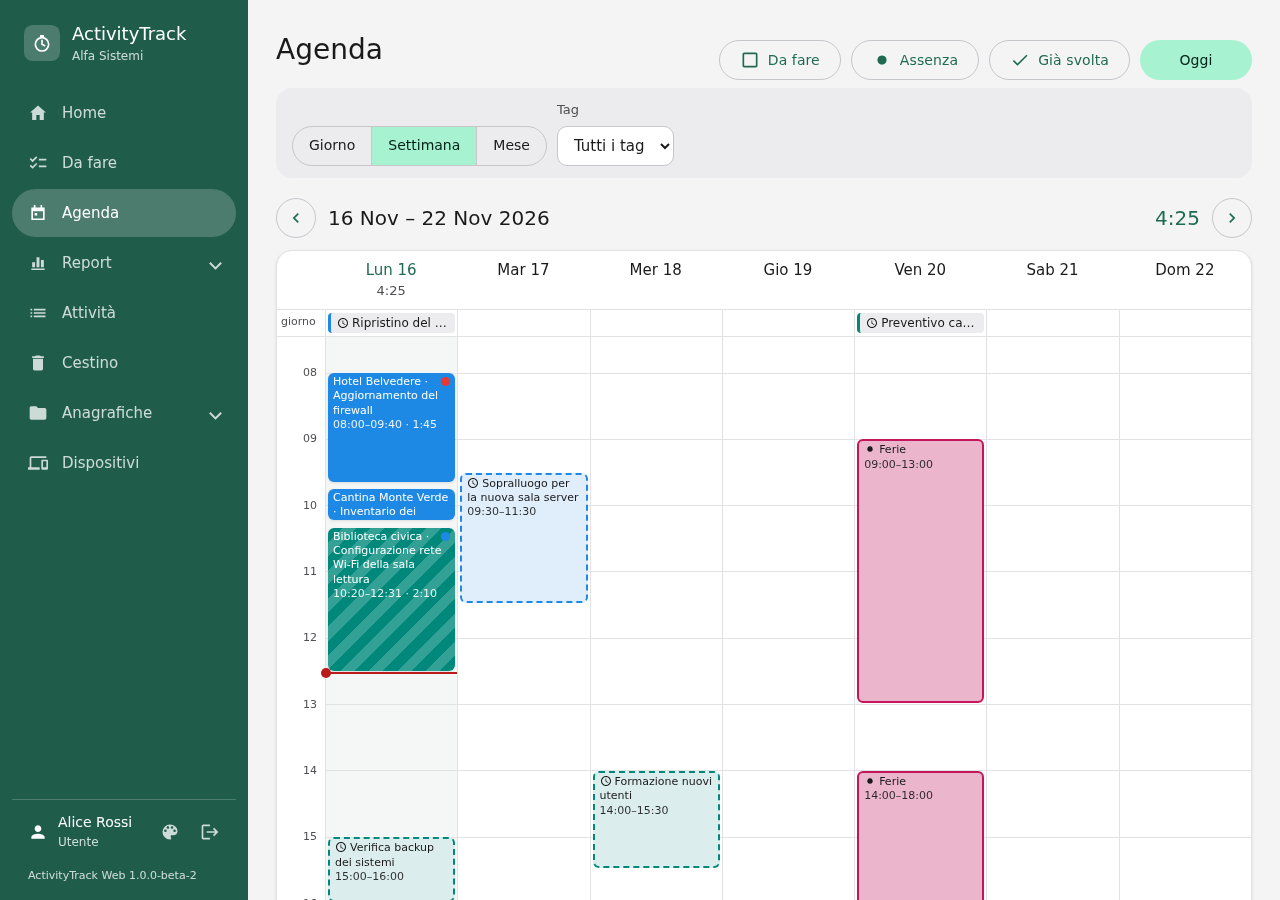 ActivityTrack
Alfa Sistemi
Home
Da fare
Agenda
Report
Attività
Cestino
Anagrafiche
Dispositivi
Alice Rossi
Utente
ActivityTrack Web 1.0.0-beta-2
Agenda
Da fare
Assenza
Già svolta
Oggi
Tag
Giorno
Settimana
Mese
Tutti i tag
16 Nov – 22 Nov 2026
4:25
Lun 16
4:25
Mar 17
Mer 18
Gio 19
Ven 20
Sab 21
Dom 22
giorno
Ripristino del ...
Preventivo ca...
08
09
10
11
12
13
14
15
Hotel Belvedere ·
Aggiornamento del
firewall
08:00–09:40 · 1:45
Cantina Monte Verde
· Inventario dei
Biblioteca civica ·
Configurazione rete
Wi-Fi della sala
lettura
10:20–12:31 · 2:10
Verifica backup
dei sistemi
15:00–16:00
Sopralluogo per
la nuova sala server
09:30–11:30
Formazione nuovi
utenti
14:00–15:30
Ferie
09:00–13:00
Ferie
14:00–18:00